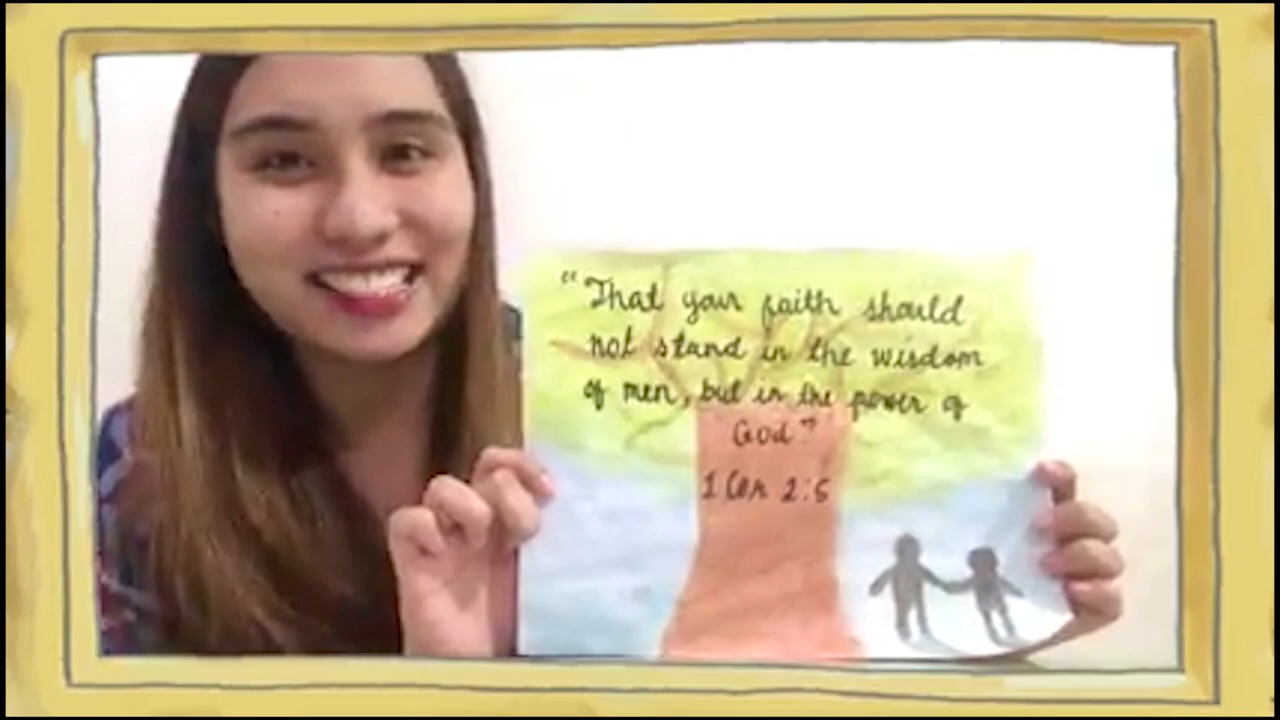 "That your faith should
not stand in the wisdom
of men, but in the power of
God"
1 Cor 2:5